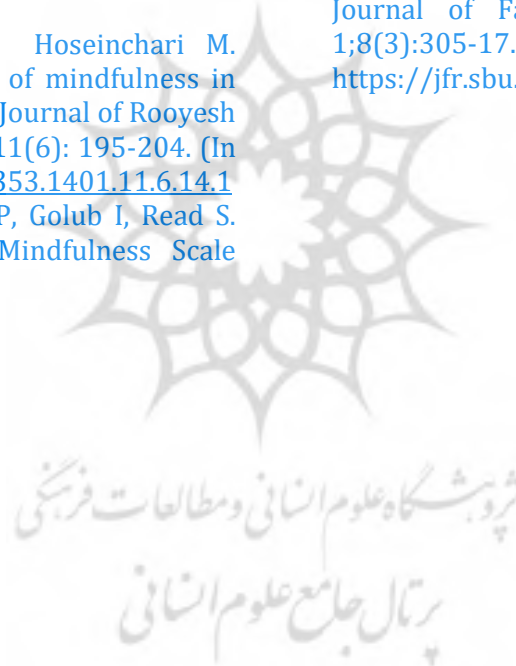 Hoseinchari M.
of mindfulness in
Journal of Rooyesh
11(6): 195-204. (In
353.1401.11.6.14.1
P, Golub I, Read S.
Mindfulness Scale
Journal of Fa
1;8(3):305-17.
https://jfr.sbu.
پژوهشگاه علوم انسانی و مطالعات فرهنگی
پرتال جامع علوم انسانی